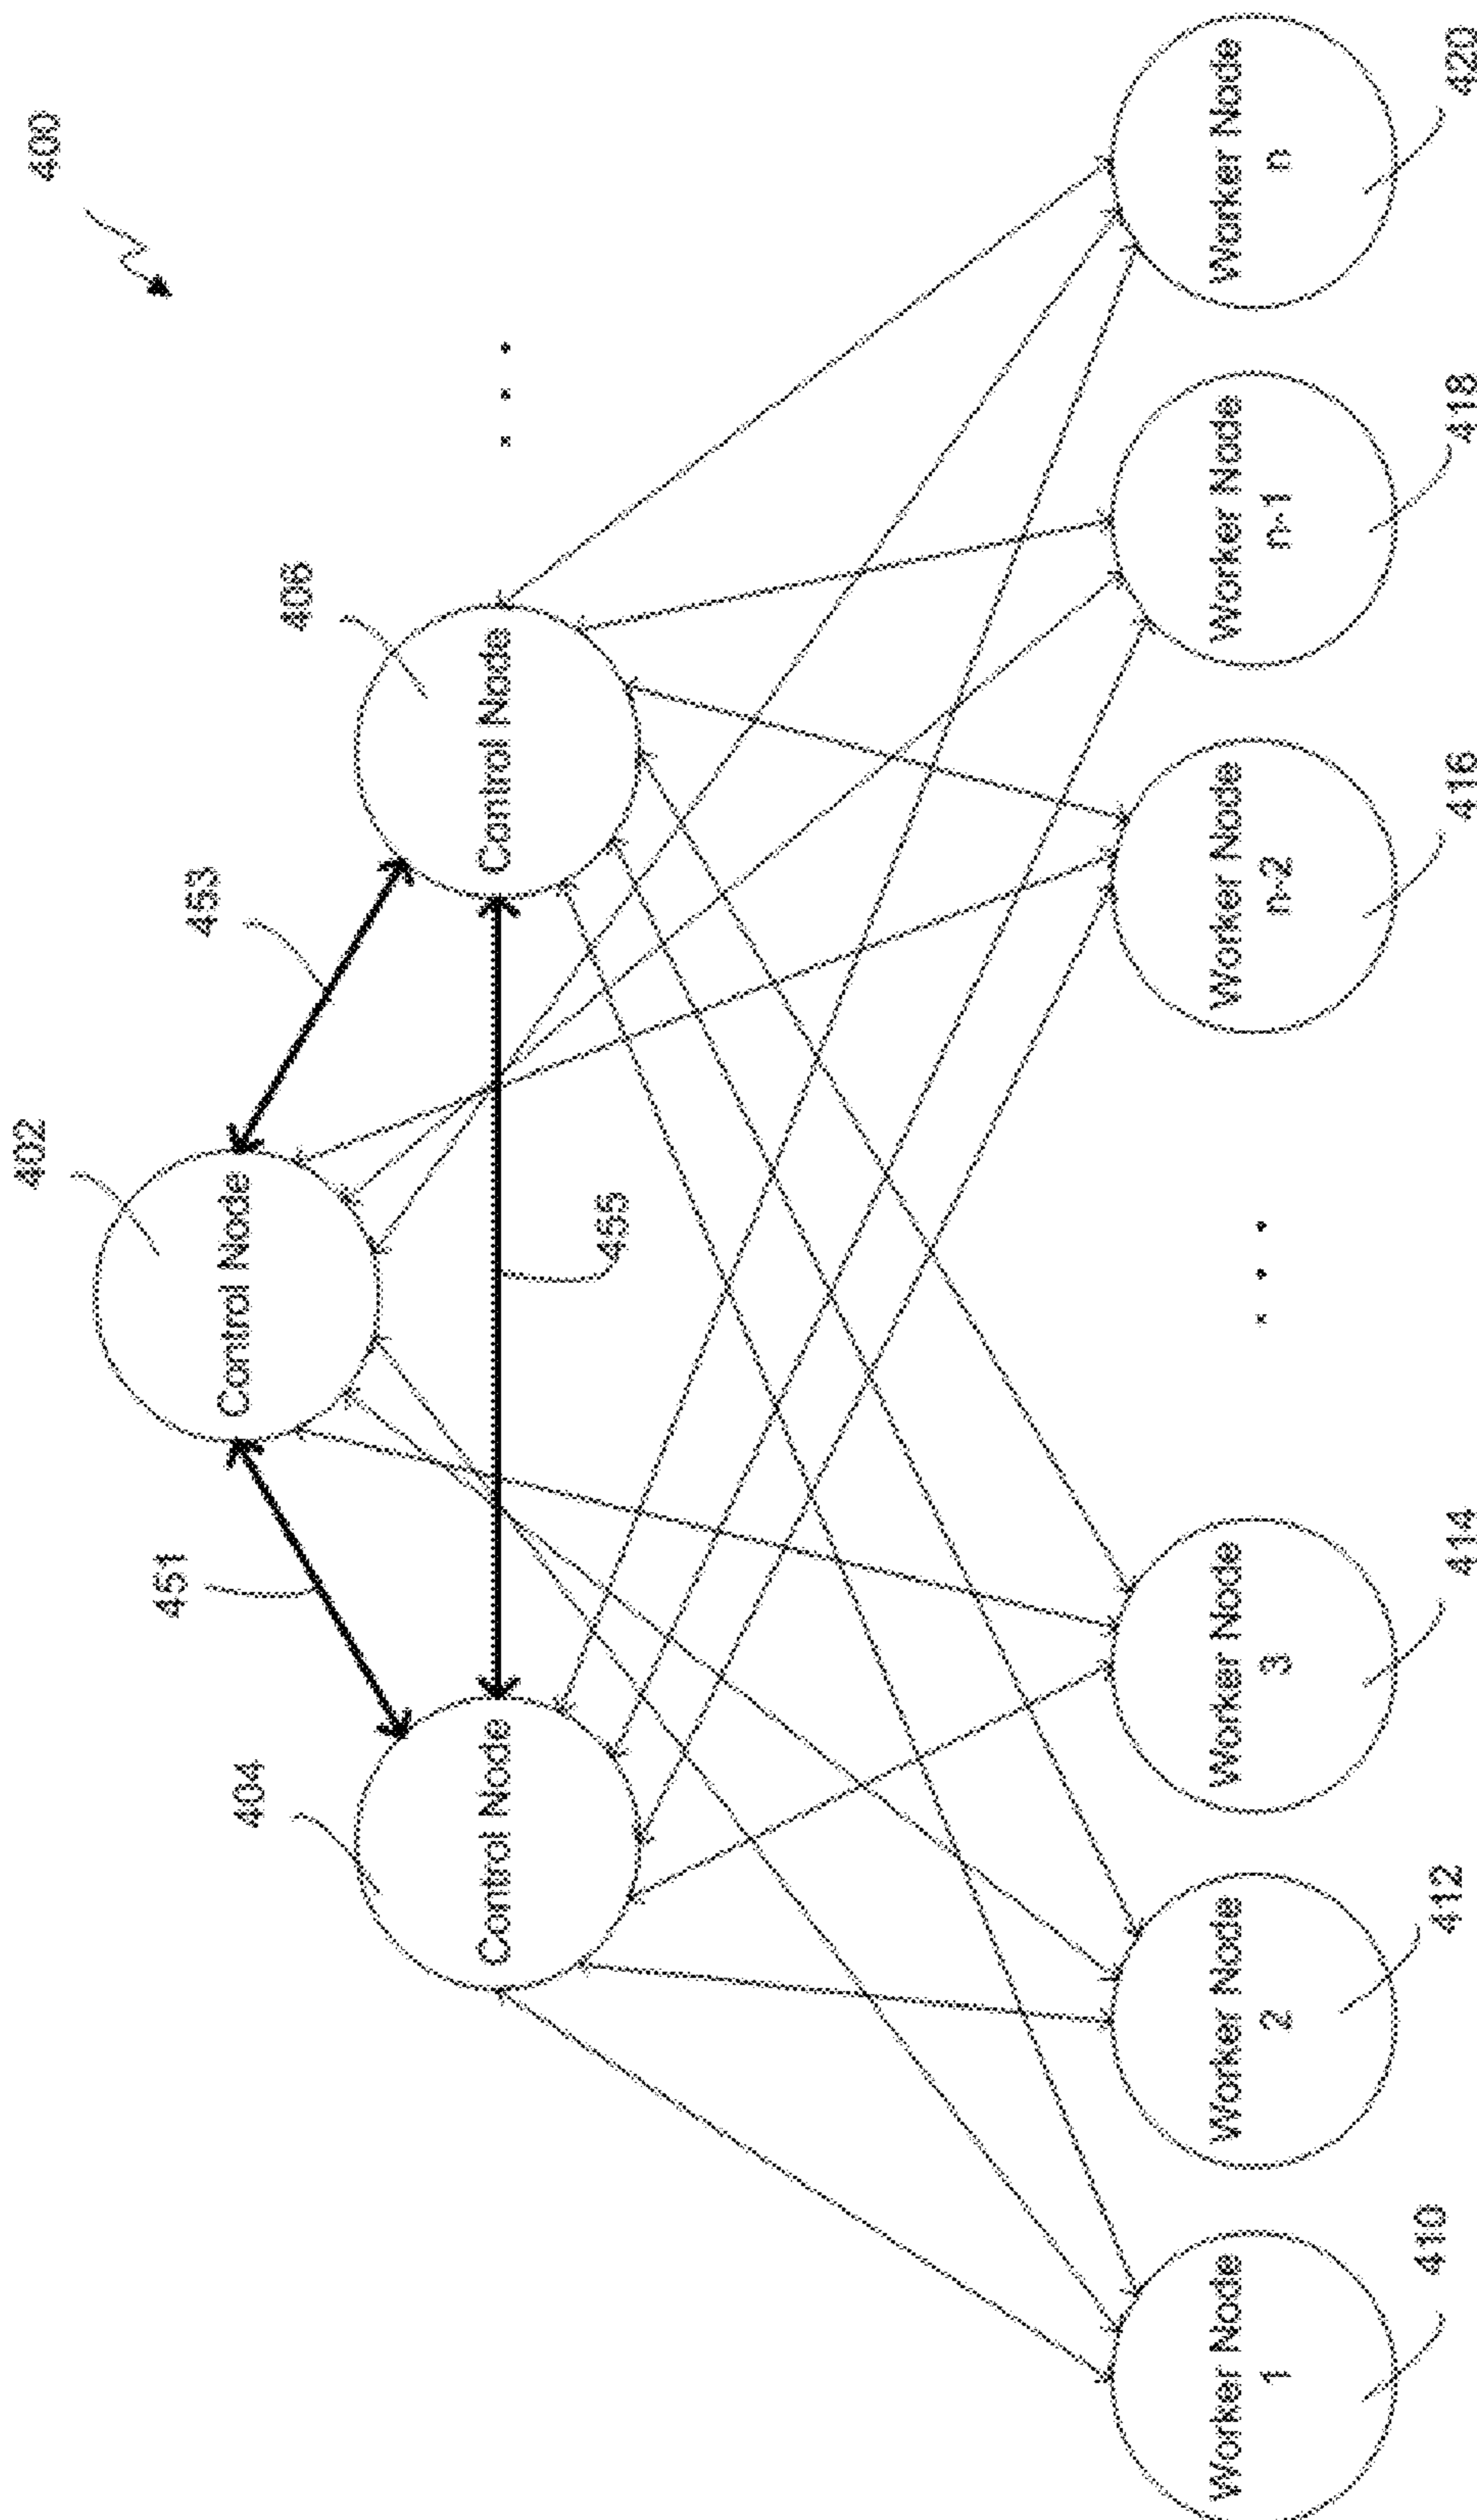 400
402
451
453
404
406
Control Node
Control Node
Control Node
455
. . .
Worker Node
1
Worker Node
2
Worker Node
3
. . .
Worker Node
n-2
Worker Node
n-1
Worker Node
n
410
412
414
416
418
420